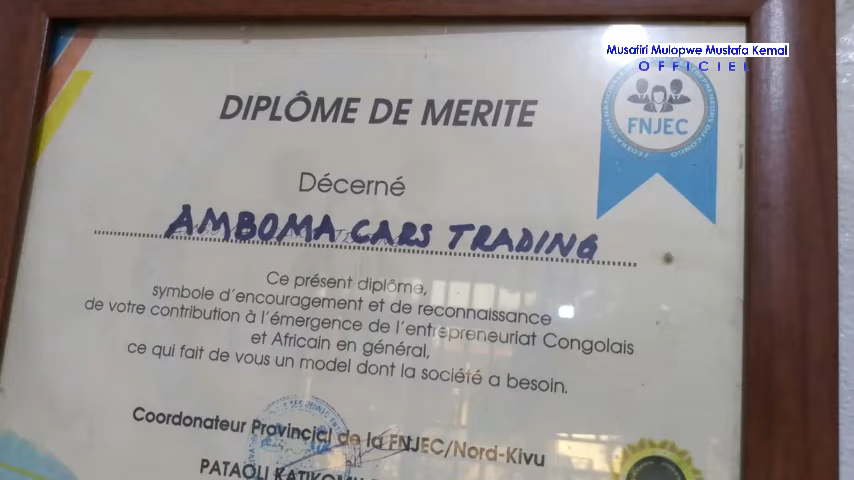 Musafiri Mulopwe Mustafa Kemal
OFFICIEL
FNJEC
DIPLÔME DE MERITE
Décerné
AMBOMA CARS TRADING
Ce présent diplôme,
symbole d'encouragement et de reconnaissance
de votre contribution à l'émergence de l'entrepreneuriat Congolais
et Africain en général,
ce qui fait de vous un model dont la société a besoin.
Coordonateur Provincial de la FNJEC/Nord-Kivu
PATAOLI